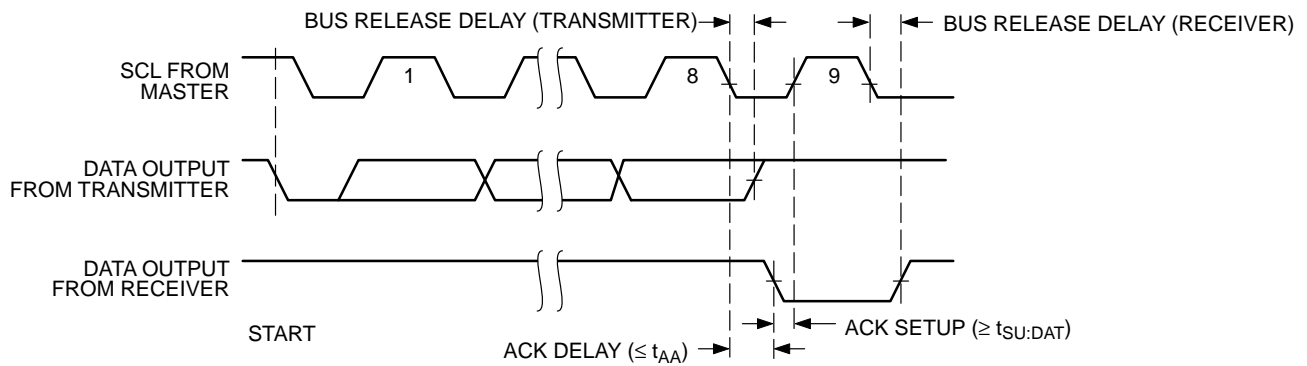 BUS RELEASE DELAY (TRANSMITTER)
BUS RELEASE DELAY (RECEIVER)
SCL FROM
MASTER
1
8
9
DATA OUTPUT
FROM TRANSMITTER
DATA OUTPUT
FROM RECEIVER
START
ACK SETUP (≥ tSU:DAT)
ACK DELAY (≤ tAA)